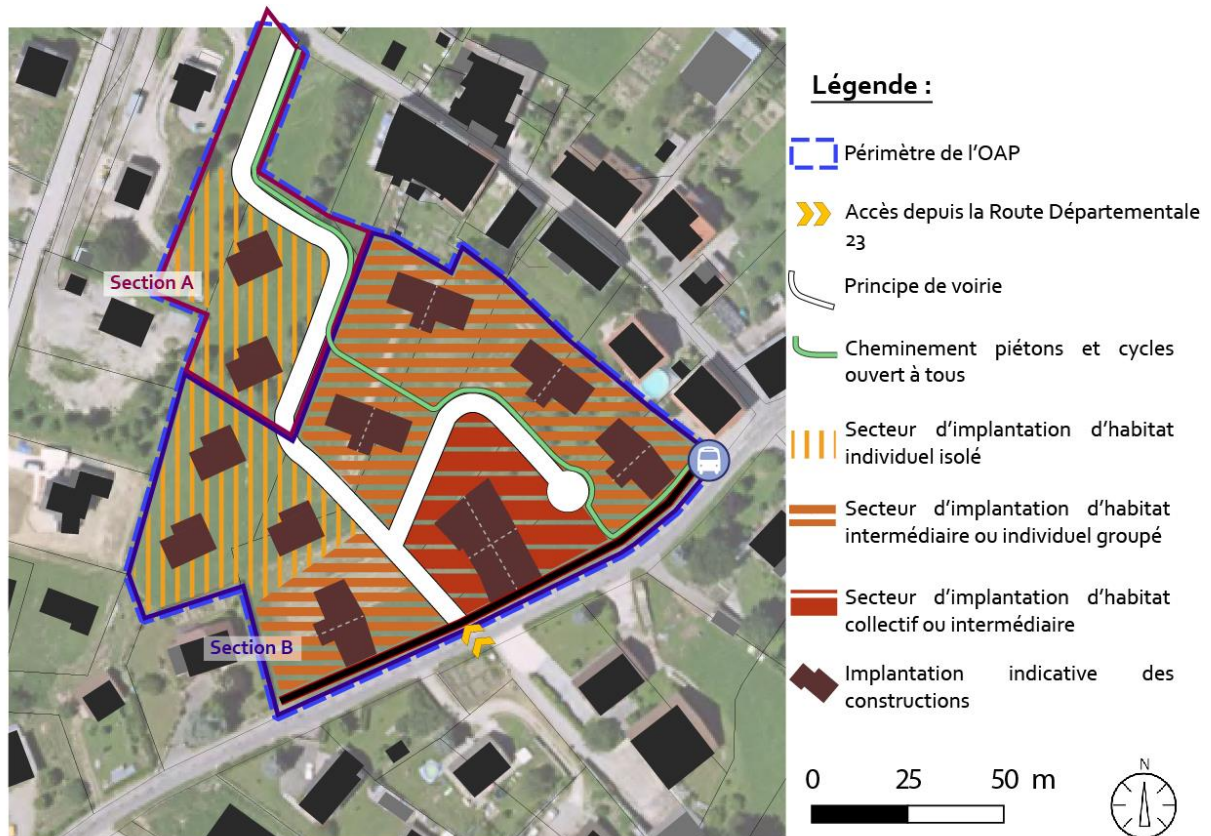 Légende :
Périmètre de l'OAP
Accès depuis la Route Départementale
23
Principe de voirie
Cheminement piétons et cycles
ouvert à tous
Secteur d'implantation d'habitat
individuel isolé
Secteur d'implantation d'habitat
intermédiaire ou individuel groupé
Secteur d'implantation d'habitat
collectif ou intermédiaire
Implantation indicative des
constructions
0 25 50 m
N
Section A
Section B